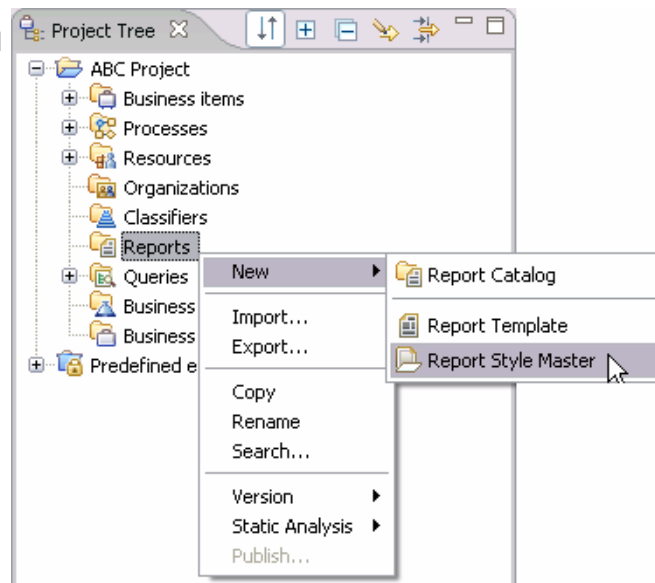 Project Tree
ABC Project
Business items
Processes
Resources
Organizations
Classifiers
Reports
Queries
Business
Business
Predefined e
New
Import...
Export...
Copy
Rename
Search...
Version
Static Analysis
Publish...
Report Catalog
Report Template
Report Style Master